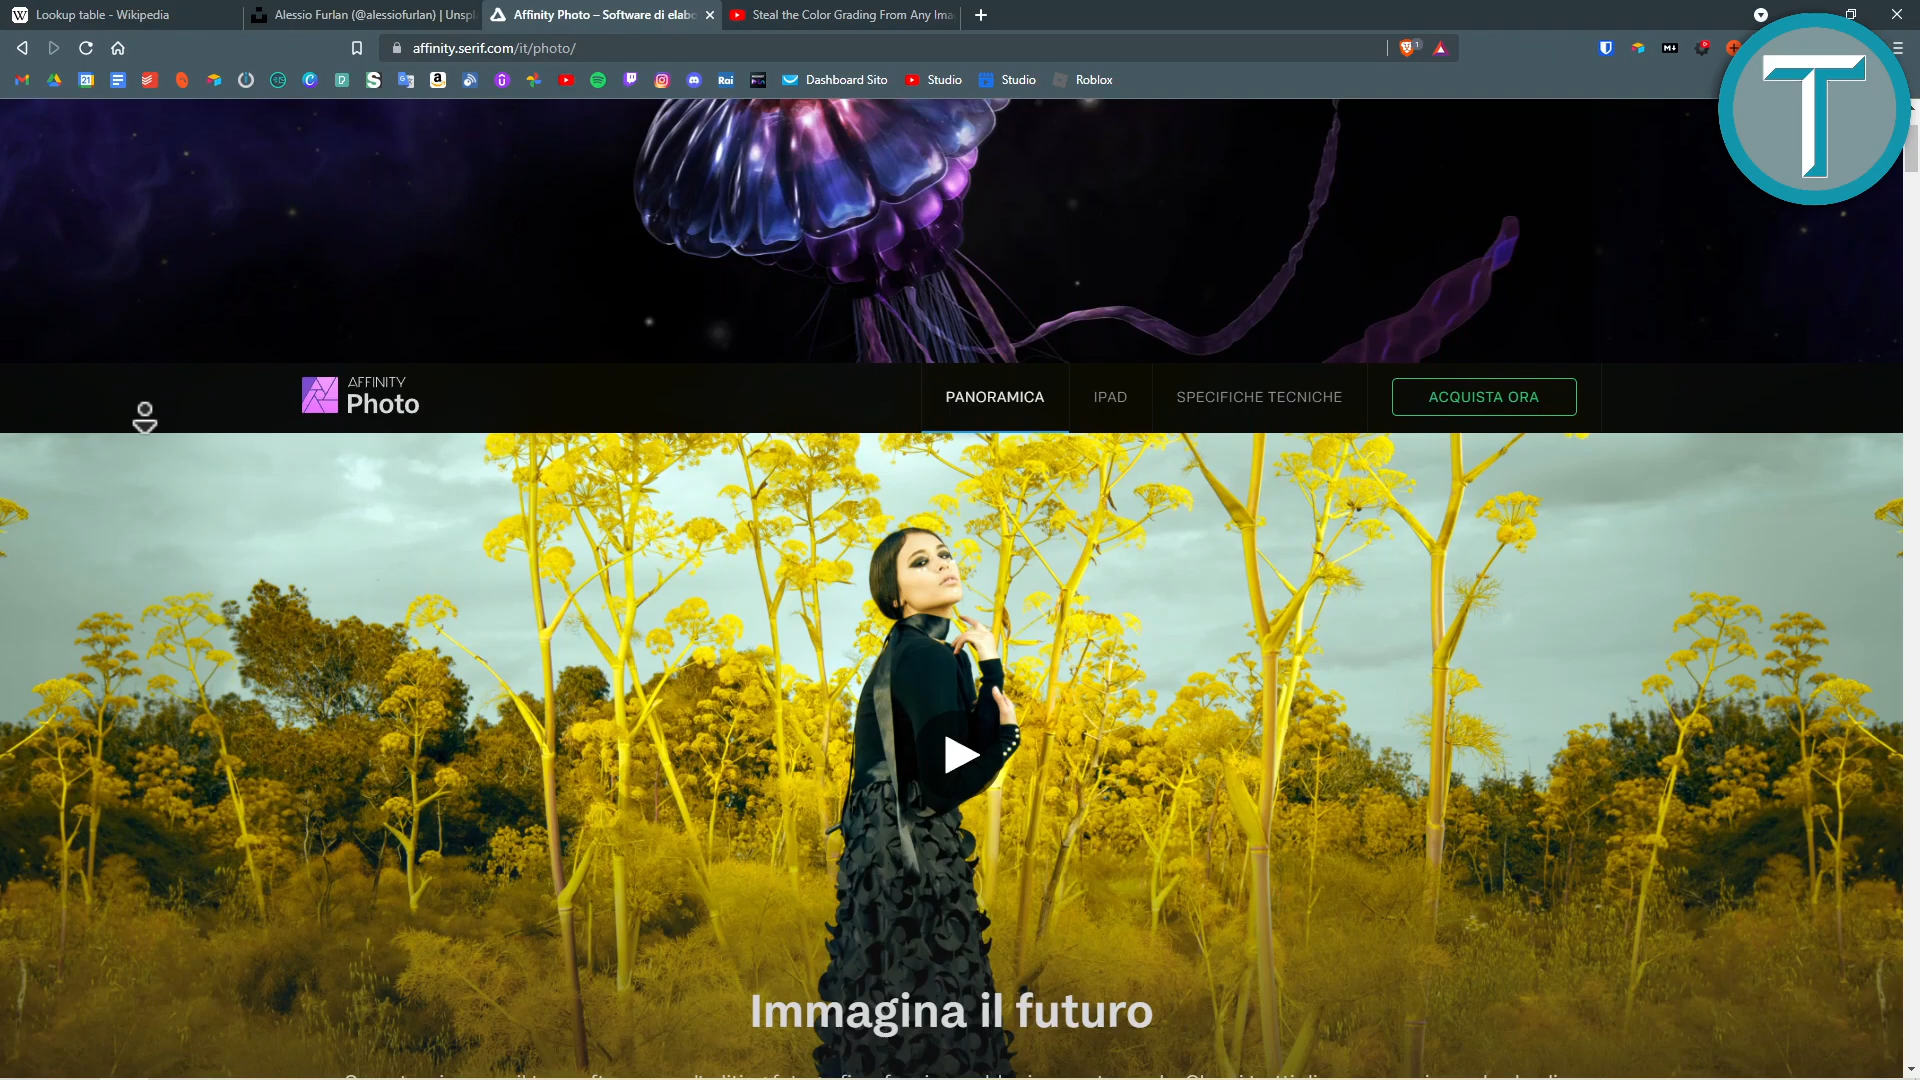 Lookup table - Wikipedia
Alessio Furlan (@alessiofurlan) | Unspl
Affinity Photo – Software di elabo
Steal the Color Grading From Any Ima
affinity.serif.com/it/photo/
Dashboard Sito
Studio
Studio
Roblox
T
AFFINITY
Photo
PANORAMICA
IPAD
SPECIFICHE TECNICHE
ACQUISTA ORA
Immagina il futuro